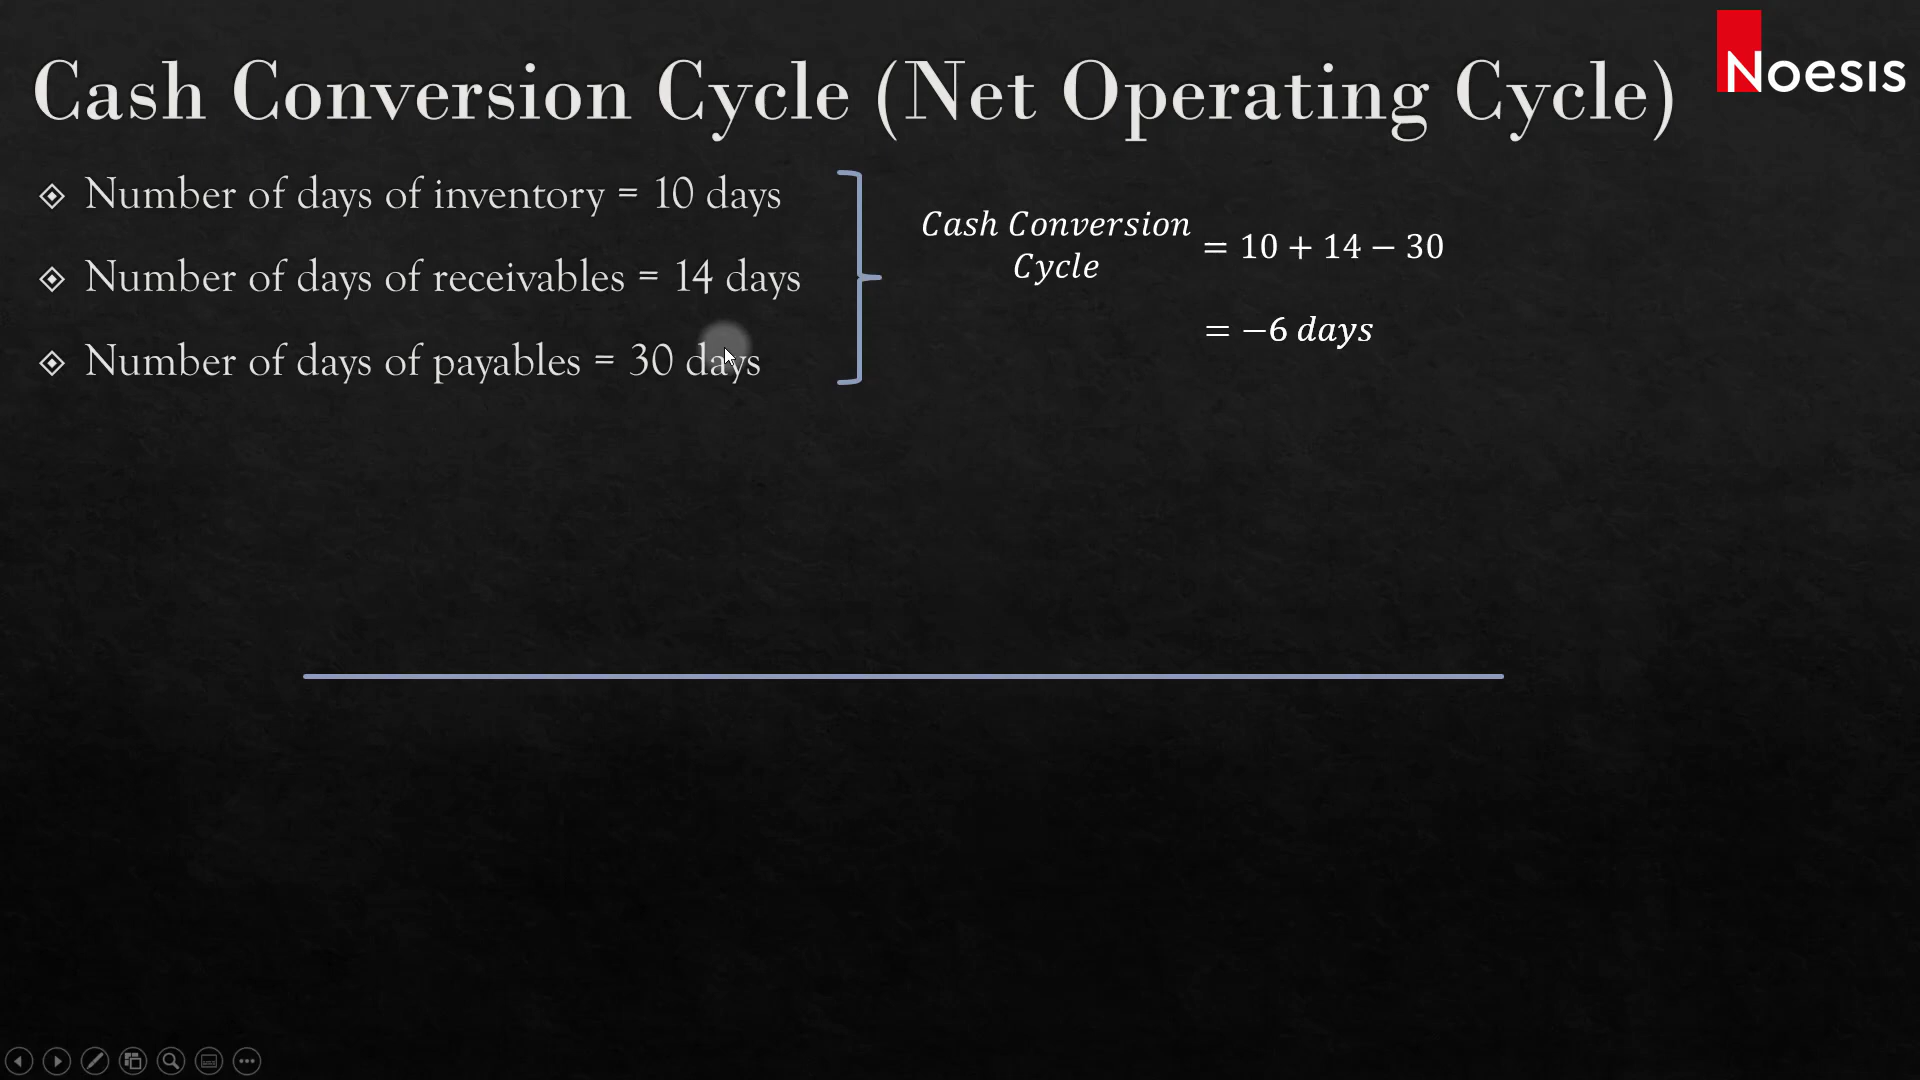 Cash Conversion Cycle (Net Operating Cycle)
Noesis
Number of days of inventory = 10 days
Number of days of receivables = 14 days
Number of days of payables = 30 days
Cash Conversion
Cycle
= 10 + 14 − 30
= −6 days